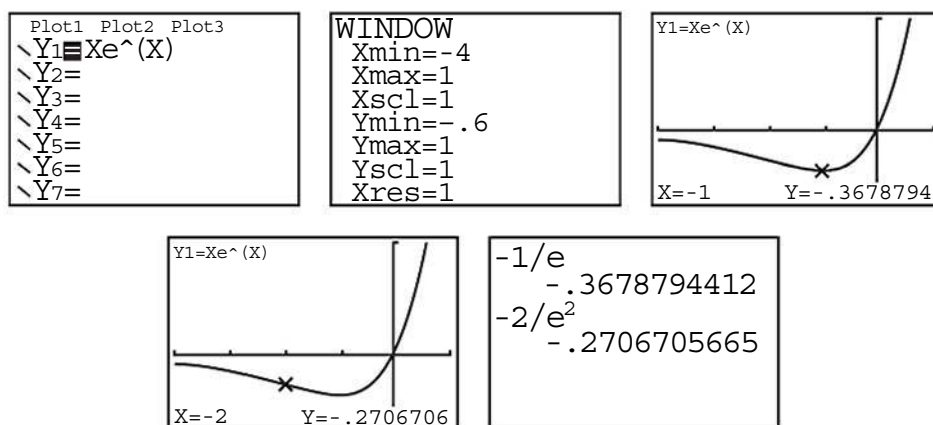 Plot1 Plot2 Plot3
\Y1=Xe^(X)
\Y2=
\Y3=
\Y4=
\Y5=
\Y6=
\Y7=
WINDOW
Xmin=-4
Xmax=1
Xscl=1
Ymin=-.6
Ymax=1
Yscl=1
Xres=1
Y1=Xe^(X)
X=-1 Y=-.3678794
Y1=Xe^(X)
X=-2 Y=-.2706706
-1/e
-.3678794412
-2/e²
-.2706705665